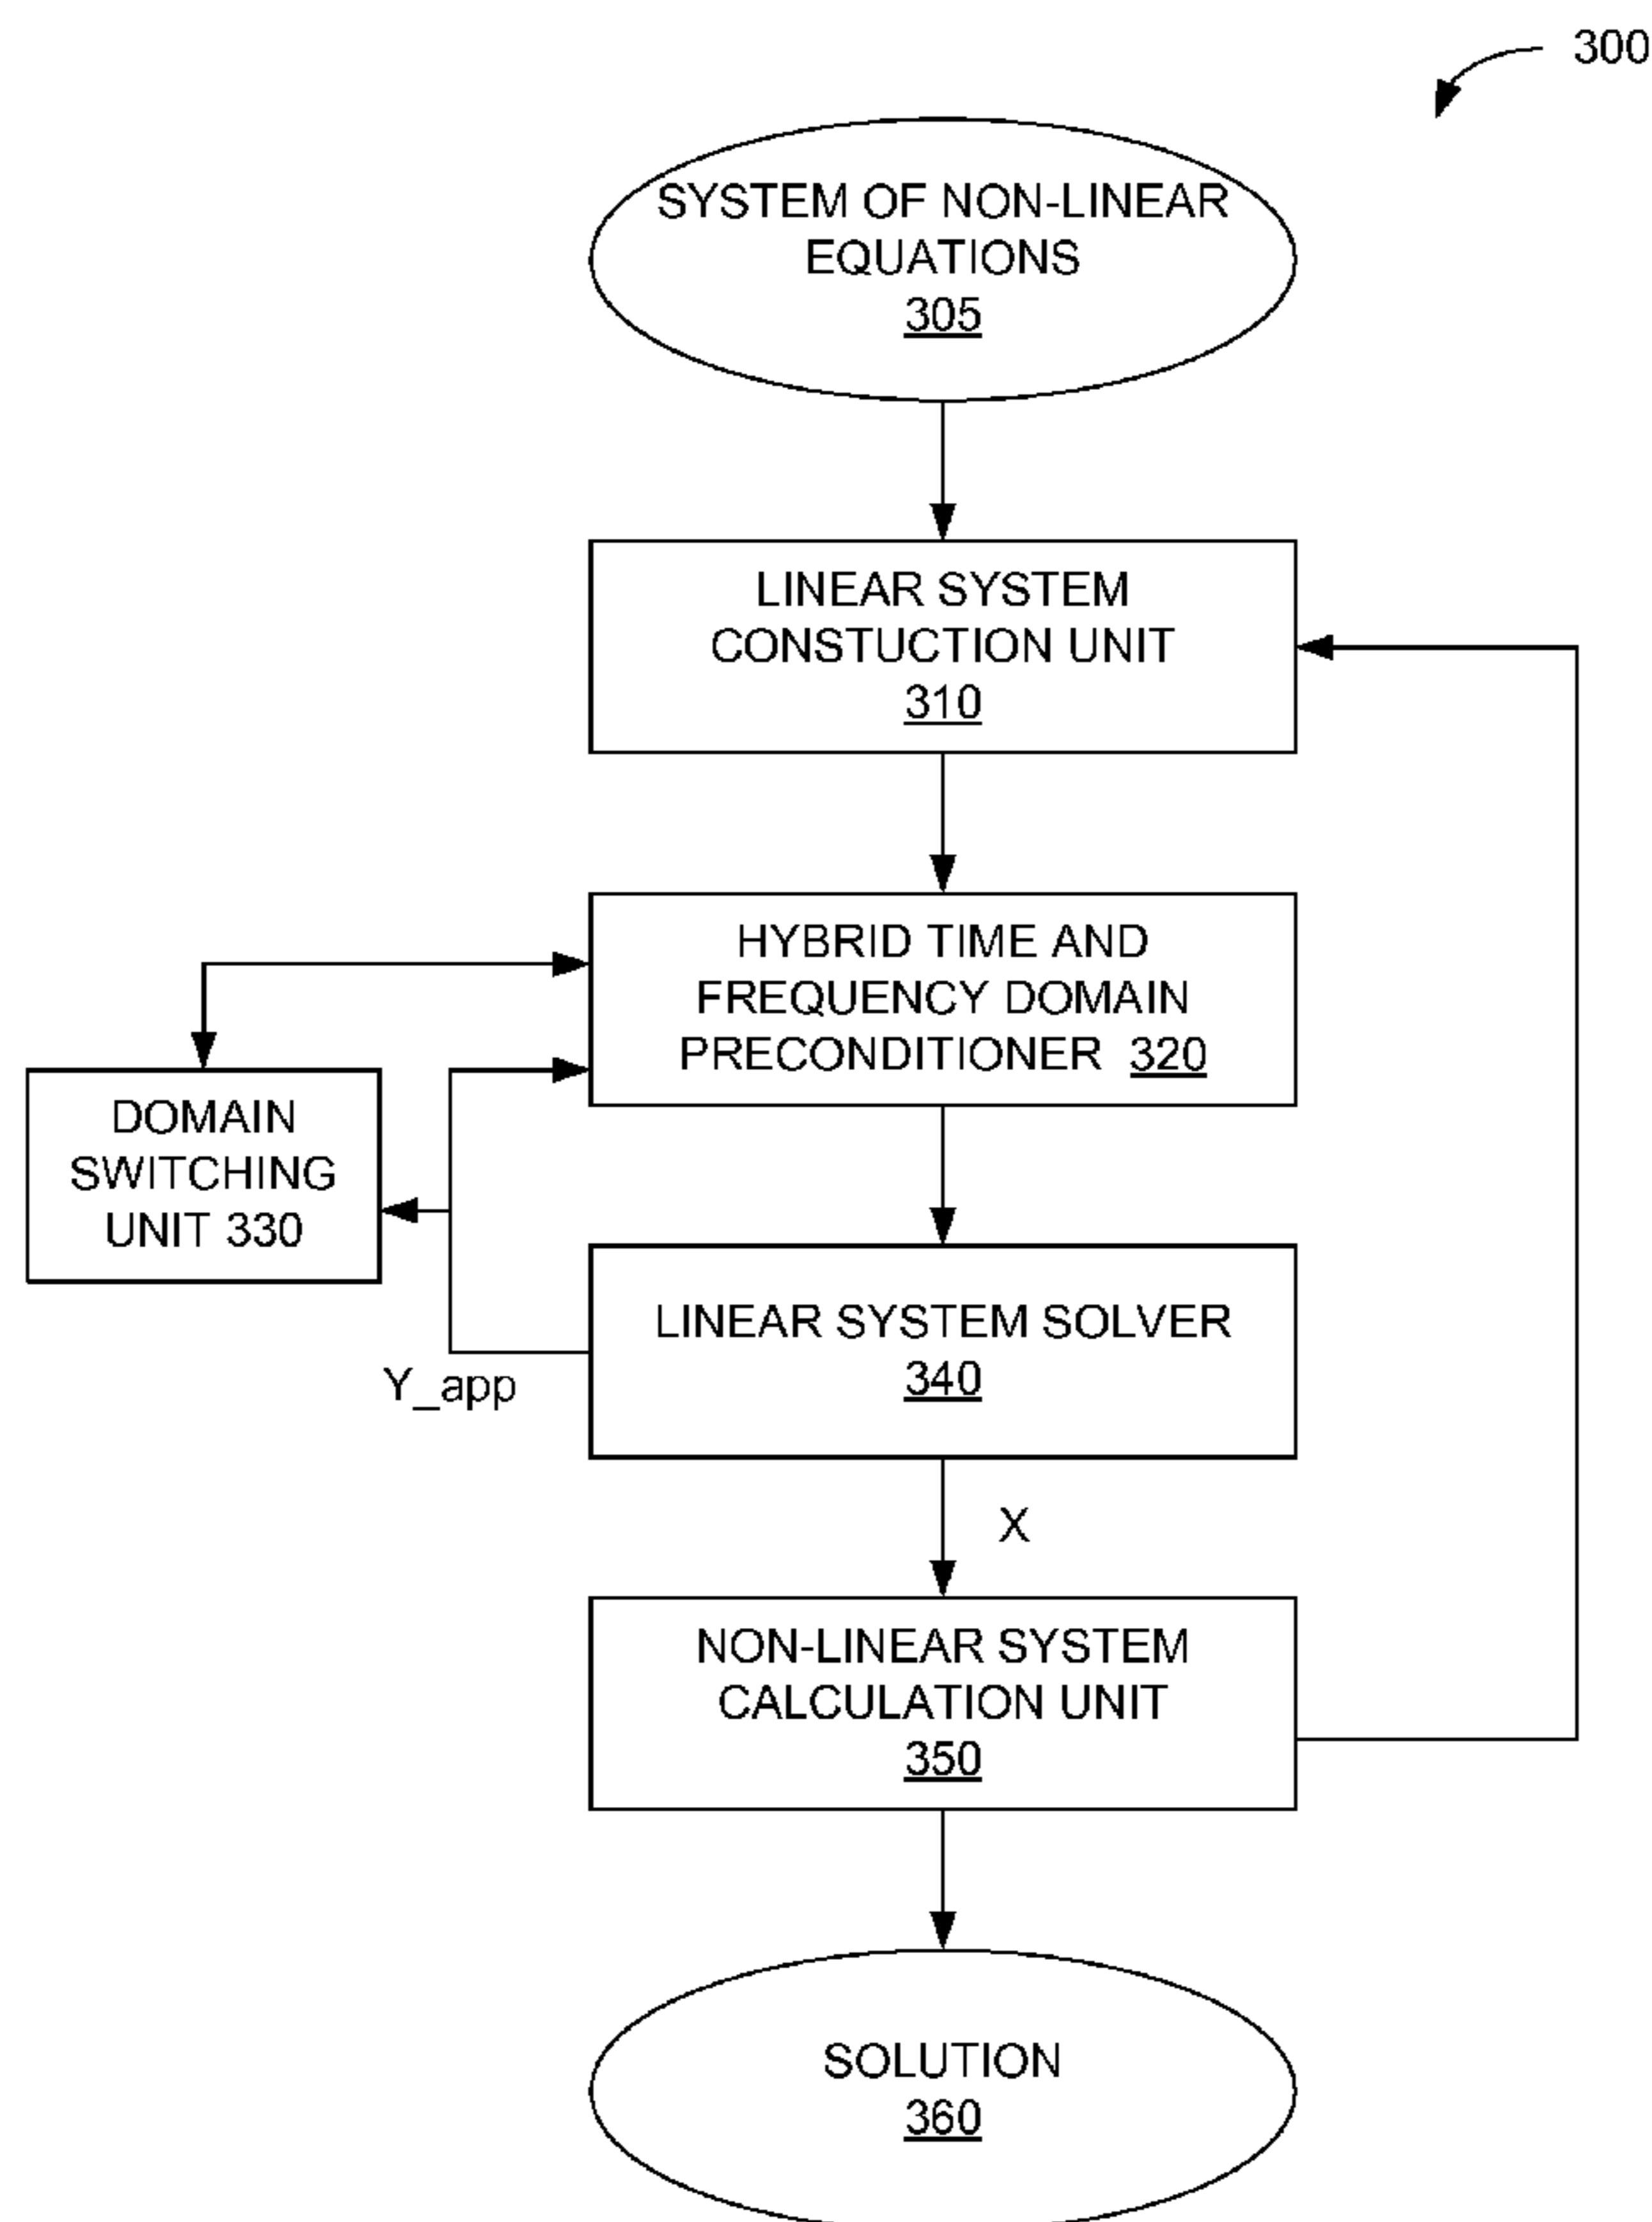 300
SYSTEM OF NON-LINEAR
EQUATIONS
305
LINEAR SYSTEM
CONSTUCTION UNIT
310
HYBRID TIME AND
FREQUENCY DOMAIN
PRECONDITIONER 320
DOMAIN
SWITCHING
UNIT 330
LINEAR SYSTEM SOLVER
340
Y_app
X
NON-LINEAR SYSTEM
CALCULATION UNIT
350
SOLUTION
360